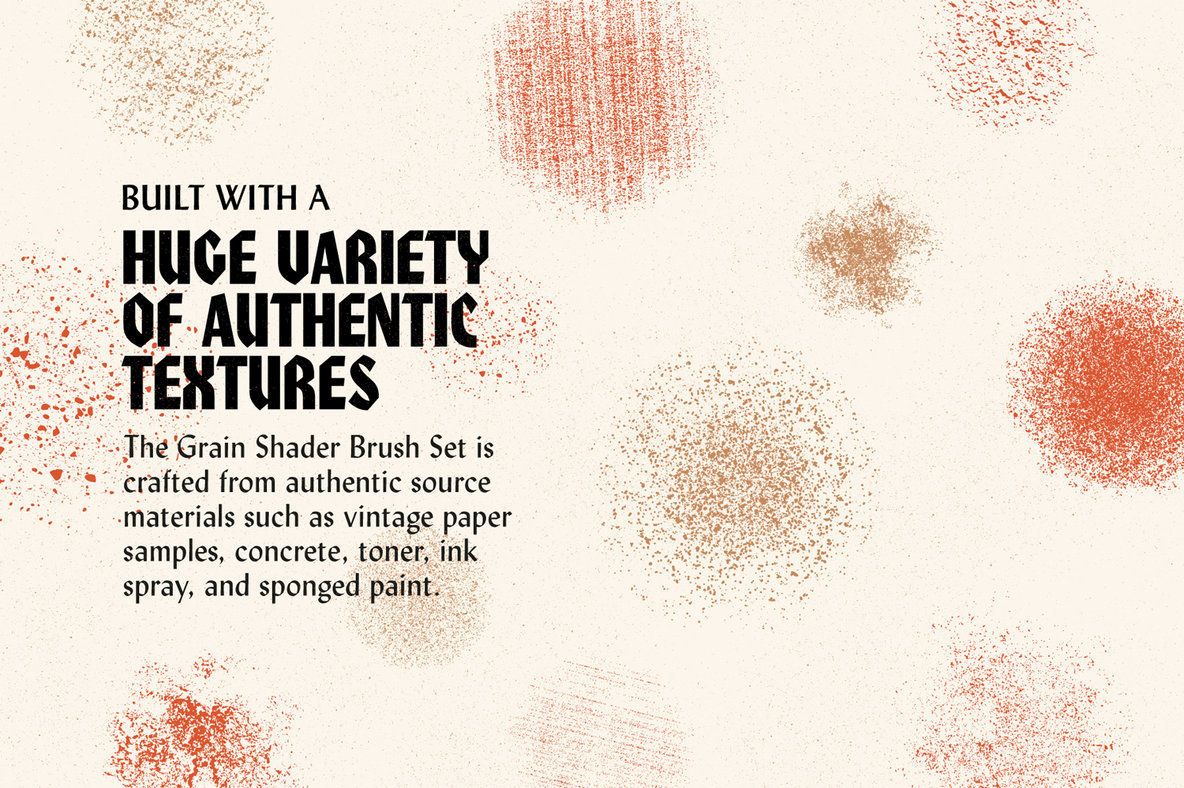 BUILT WITH A
HUGE VARIETY
OF AUTHENTIC
TEXTURES
The Grain Shader Brush Set is
crafted from authentic source
materials such as vintage paper
samples, concrete, toner, ink
spray, and sponged paint.